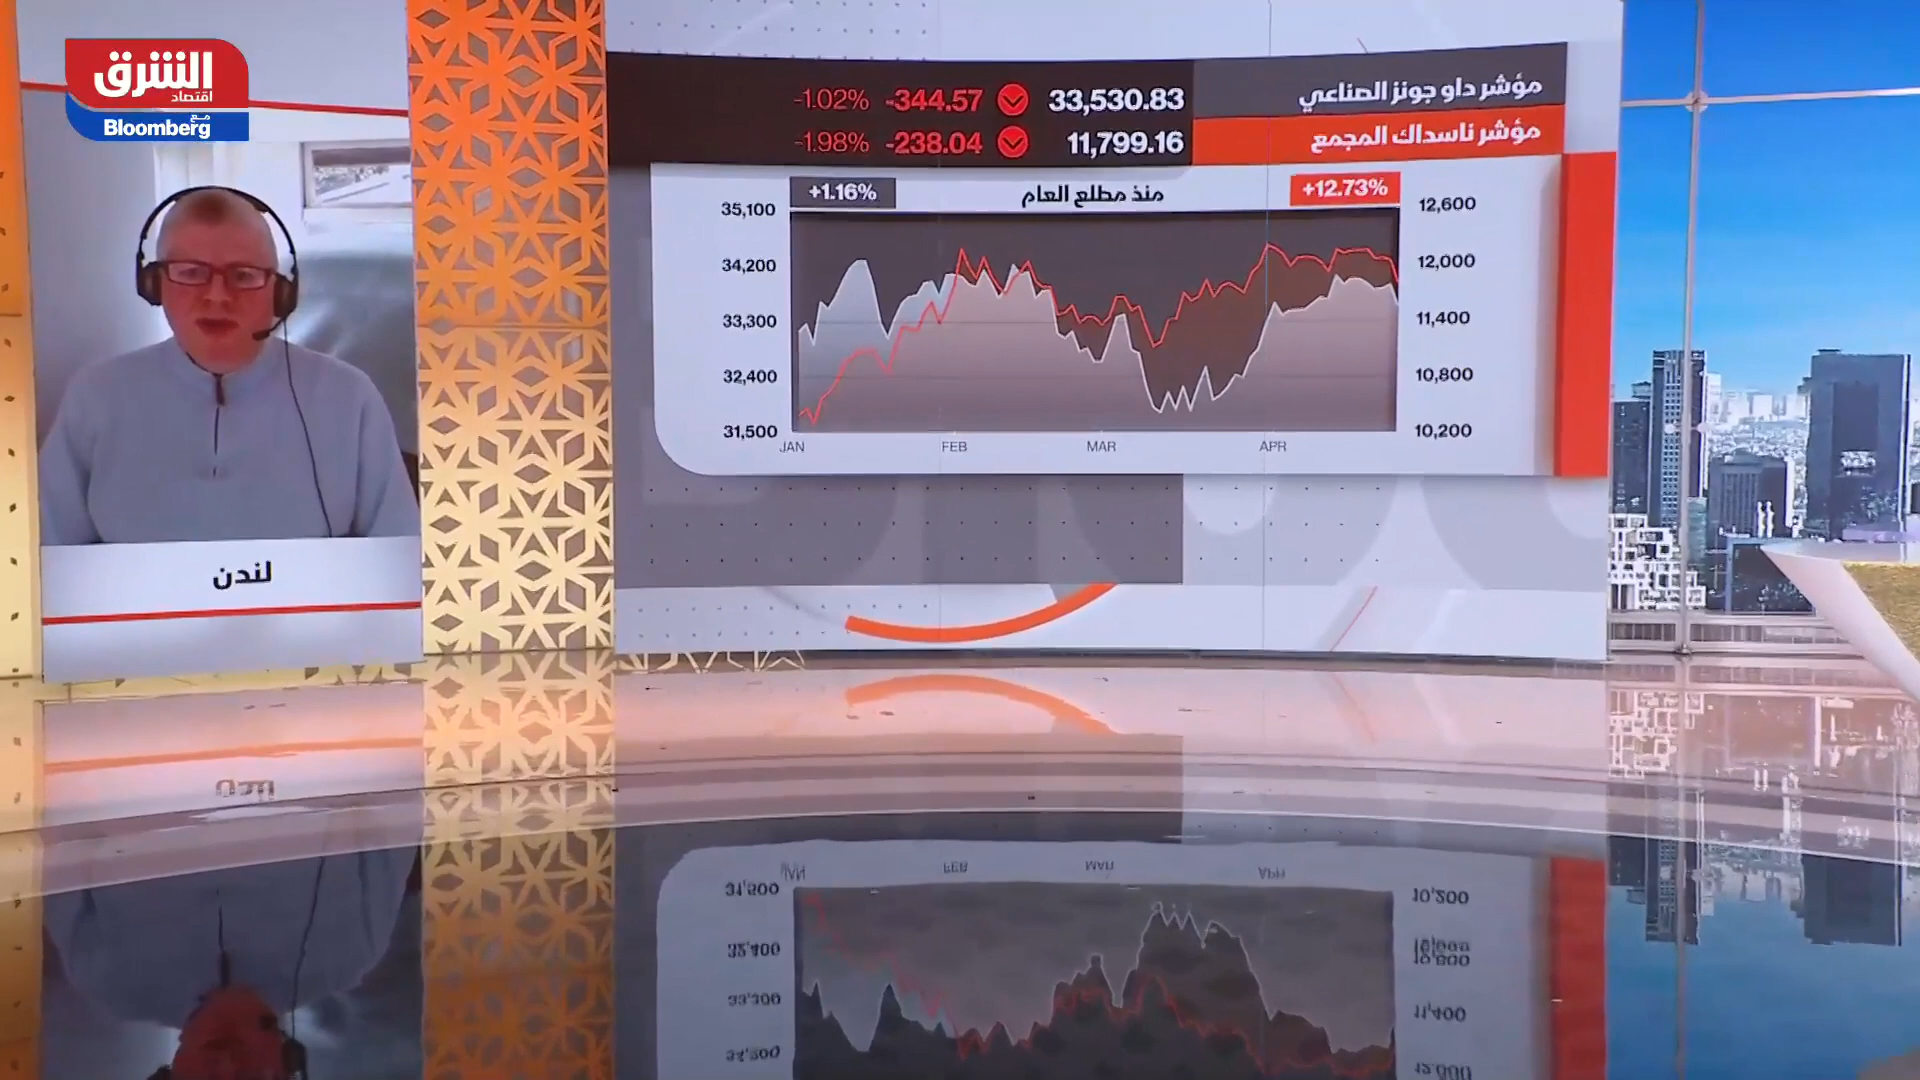 الشرق
اقتصاد
مع
Bloomberg
مؤشر داو جونز الصناعي
33,530.83 -344.57 -1.02%
مؤشر ناسداك المجمع
11,799.16 -238.04 -1.98%
+1.16%
منذ مطلع العام
+12.73%
35,100
34,200
33,300
32,400
31,500
12,600
12,000
11,400
10,800
10,200
JAN FEB MAR APR
لندن